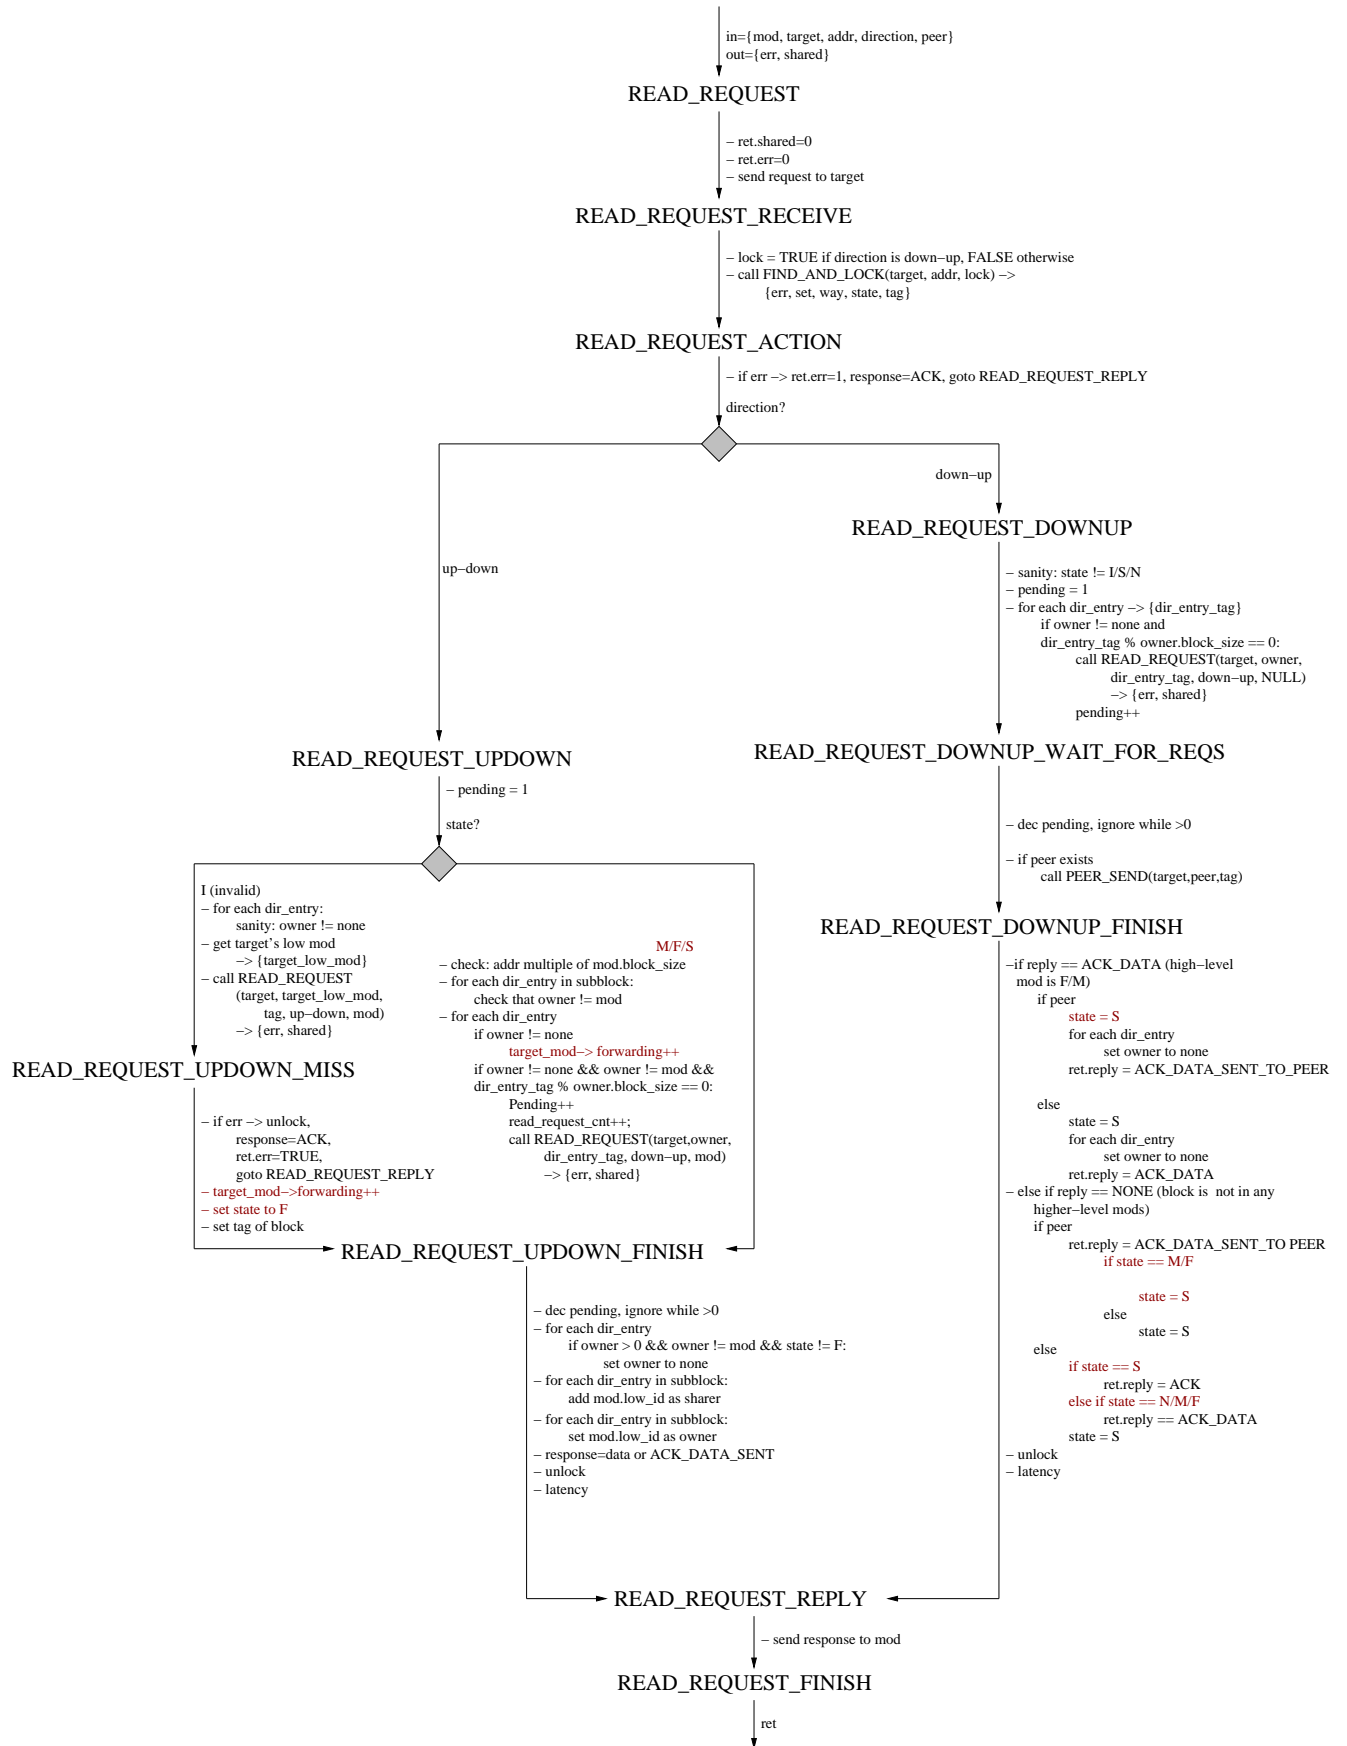 in={mod, target, addr, direction, peer}
out={err, shared}
READ_REQUEST
– ret.shared=0
– ret.err=0
– send request to target
READ_REQUEST_RECEIVE
– lock = TRUE if direction is down–up, FALSE otherwise
– call FIND_AND_LOCK(target, addr, lock) –>
{err, set, way, state, tag}
READ_REQUEST_ACTION
– if err –> ret.err=1, response=ACK, goto READ_REQUEST_REPLY
direction?
up–down
READ_REQUEST_UPDOWN
– pending = 1
state?
I (invalid)
– for each dir_entry:
sanity: owner != none
– get target's low mod
–> {target_low_mod}
– call READ_REQUEST
(target, target_low_mod,
tag, up–down, mod)
–> {err, shared}
READ_REQUEST_UPDOWN_MISS
– if err –> unlock,
response=ACK,
ret.err=TRUE,
goto READ_REQUEST_REPLY
– target_mod–>forwarding++
– set state to F
– set tag of block
M/F/S
– check: addr multiple of mod.block_size
– for each dir_entry in subblock:
check that owner != mod
– for each dir_entry
if owner != none
target_mod–> forwarding++
if owner != none && owner != mod &&
dir_entry_tag % owner.block_size == 0:
Pending++
read_request_cnt++;
call READ_REQUEST(target,owner,
dir_entry_tag, down–up, mod)
–> {err, shared}
READ_REQUEST_UPDOWN_FINISH
– dec pending, ignore while >0
– for each dir_entry
if owner > 0 && owner != mod && state != F:
set owner to none
– for each dir_entry in subblock:
add mod.low_id as sharer
– for each dir_entry in subblock:
set mod.low_id as owner
– response=data or ACK_DATA_SENT
– unlock
– latency
down–up
READ_REQUEST_DOWNUP
– sanity: state != I/S/N
– pending = 1
– for each dir_entry –> {dir_entry_tag}
if owner != none and
dir_entry_tag % owner.block_size == 0:
call READ_REQUEST(target, owner,
dir_entry_tag, down–up, NULL)
–> {err, shared}
pending++
READ_REQUEST_DOWNUP_WAIT_FOR_REQS
– dec pending, ignore while >0
– if peer exists
call PEER_SEND(target,peer,tag)
READ_REQUEST_DOWNUP_FINISH
–if reply == ACK_DATA (high–level
mod is F/M)
if peer
state = S
for each dir_entry
set owner to none
ret.reply = ACK_DATA_SENT_TO_PEER
else
state = S
for each dir_entry
set owner to none
ret.reply = ACK_DATA
– else if reply == NONE (block is  not in any
higher–level mods)
if peer
ret.reply = ACK_DATA_SENT_TO PEER
if state == M/F
state = S
else
state = S
else
if state == S
ret.reply = ACK
else if state == N/M/F
ret.reply == ACK_DATA
state = S
– unlock
– latency
READ_REQUEST_REPLY
– send response to mod
READ_REQUEST_FINISH
ret